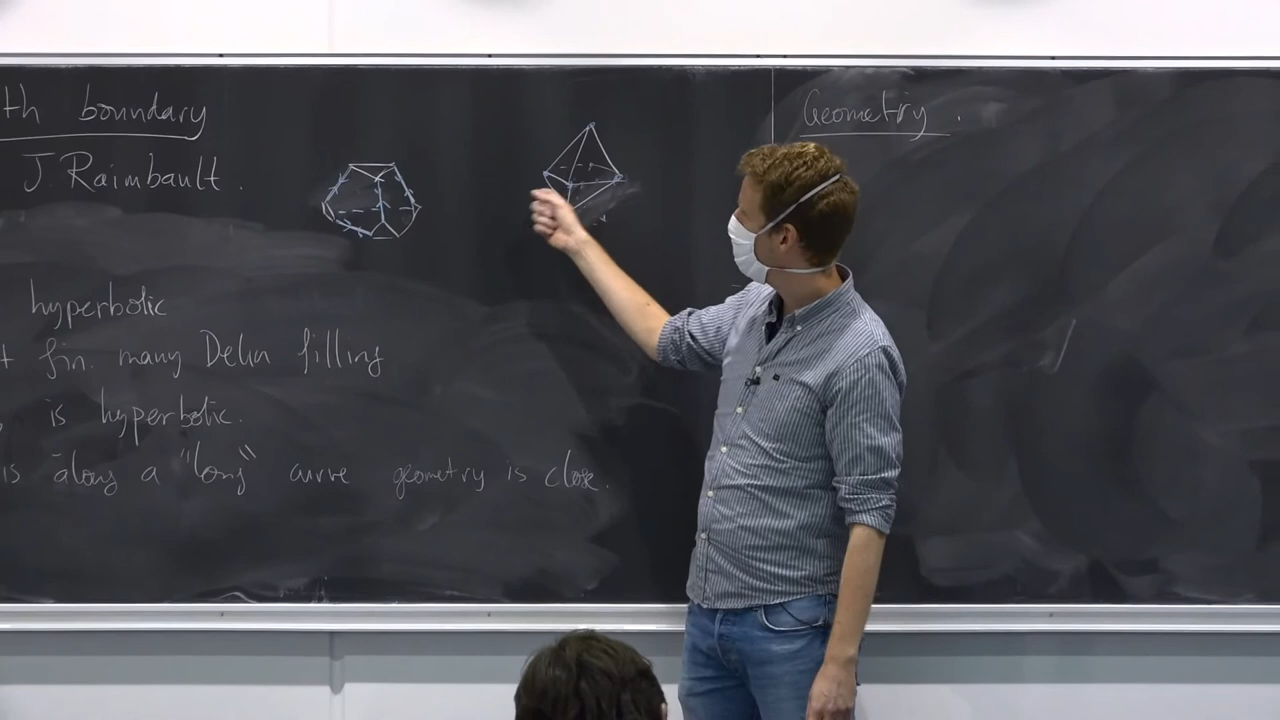 th boundary
J. Raimbault.
hyperbolic
t fin. many Dehn filling
, is hyperbolic.
is along a "long" curve geometry is close.
Geometry.